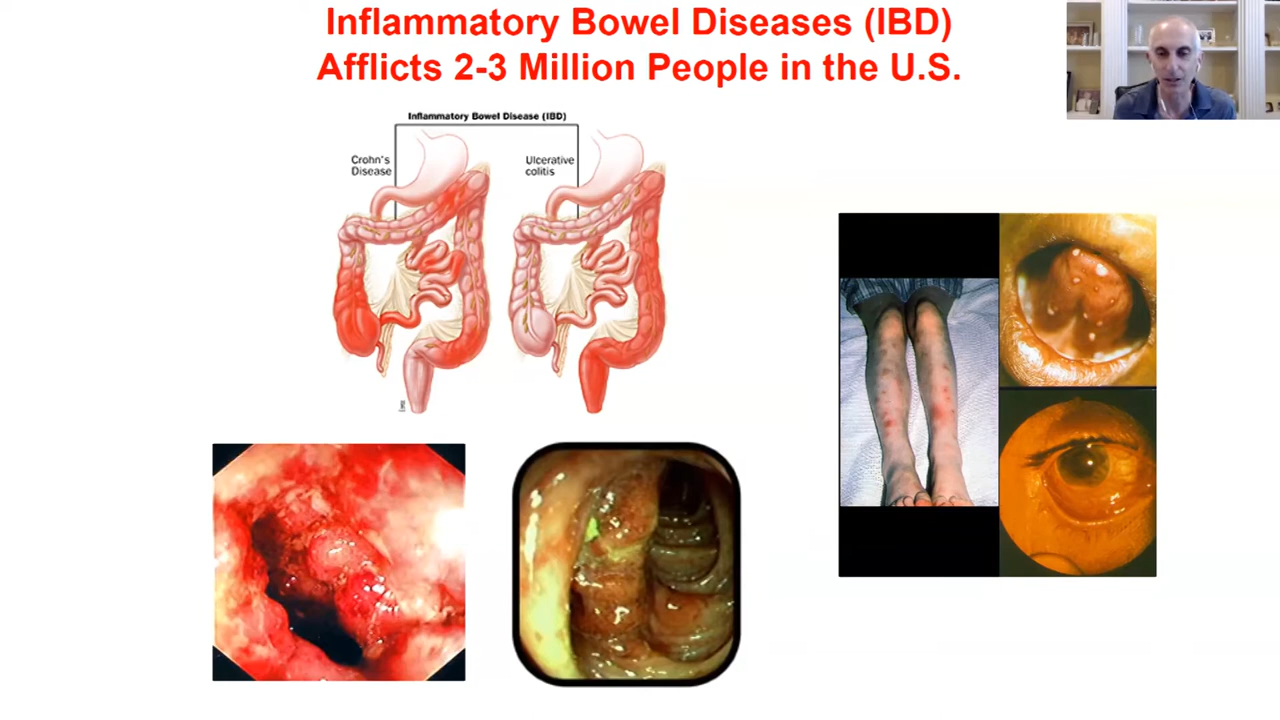 Inflammatory Bowel Diseases (IBD)
Afflicts 2-3 Million People in the U.S.
Inflammatory Bowel Disease (IBD)
Crohn's
Disease
Ulcerative
colitis